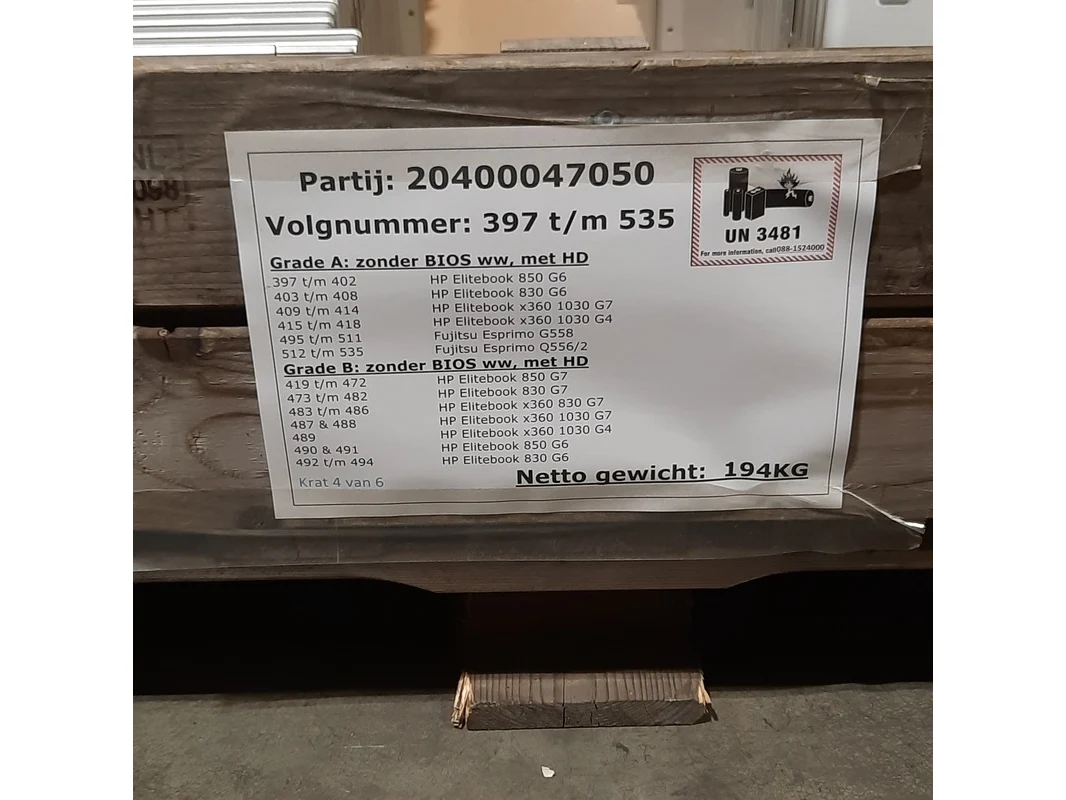 Partij: 20400047050
Volgnummer: 397 t/m 535
UN 3481
For more information, call 088-1524000
Grade A: zonder BIOS ww, met HD
397 t/m 402 HP Elitebook 850 G6
403 t/m 408 HP Elitebook 830 G6
409 t/m 414 HP Elitebook x360 1030 G7
415 t/m 418 HP Elitebook x360 1030 G4
495 t/m 511 Fujitsu Esprimo G558
512 t/m 535 Fujitsu Esprimo Q556/2
Grade B: zonder BIOS ww, met HD
419 t/m 472 HP Elitebook 850 G7
473 t/m 482 HP Elitebook 830 G7
483 t/m 486 HP Elitebook x360 830 G7
487 & 488 HP Elitebook x360 1030 G7
489 HP Elitebook x360 1030 G4
490 & 491 HP Elitebook 850 G6
492 t/m 494 HP Elitebook 830 G6
Netto gewicht: 194KG
Krat 4 van 6